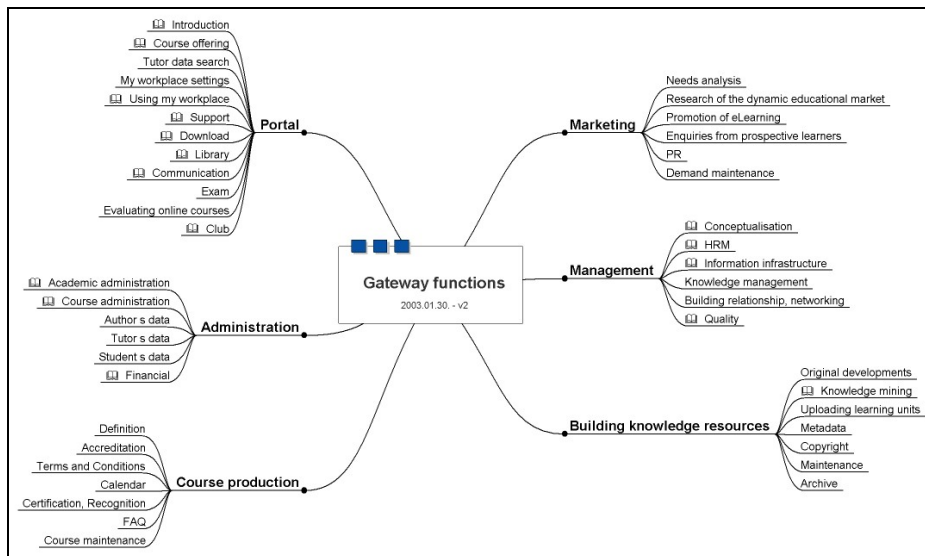 Introduction
Course offering
Tutor data search
My workplace settings
Using my workplace
Support
Download
Library
Communication
Exam
Evaluating online courses
Club
Portal
Academic administration
Course administration
Author s data
Tutor s data
Student s data
Financial
Administration
Definition
Accreditation
Terms and Conditions
Calendar
Certification, Recognition
FAQ
Course maintenance
Course production
Gateway functions
2003.01.30. - v2
Marketing
Needs analysis
Research of the dynamic educational market
Promotion of eLearning
Enquiries from prospective learners
PR
Demand maintenance
Management
Conceptualisation
HRM
Information infrastructure
Knowledge management
Building relationship, networking
Quality
Building knowledge resources
Original developments
Knowledge mining
Uploading learning units
Metadata
Copyright
Maintenance
Archive